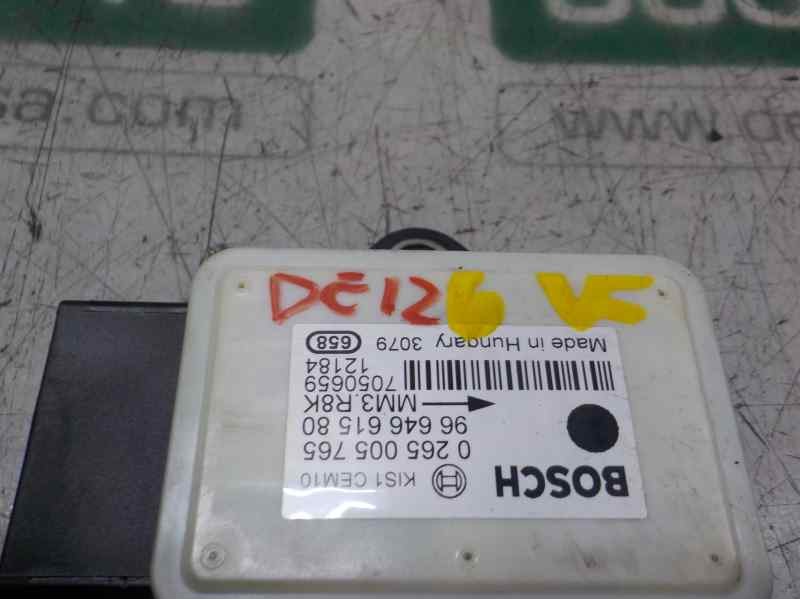 sa.com
www.de
DE126 VC
BOSCH KIS1 CEM10
0 265 005 765
96 646 615 80
MM3.R8K
7050659
12184
Made in Hungary 3079 658